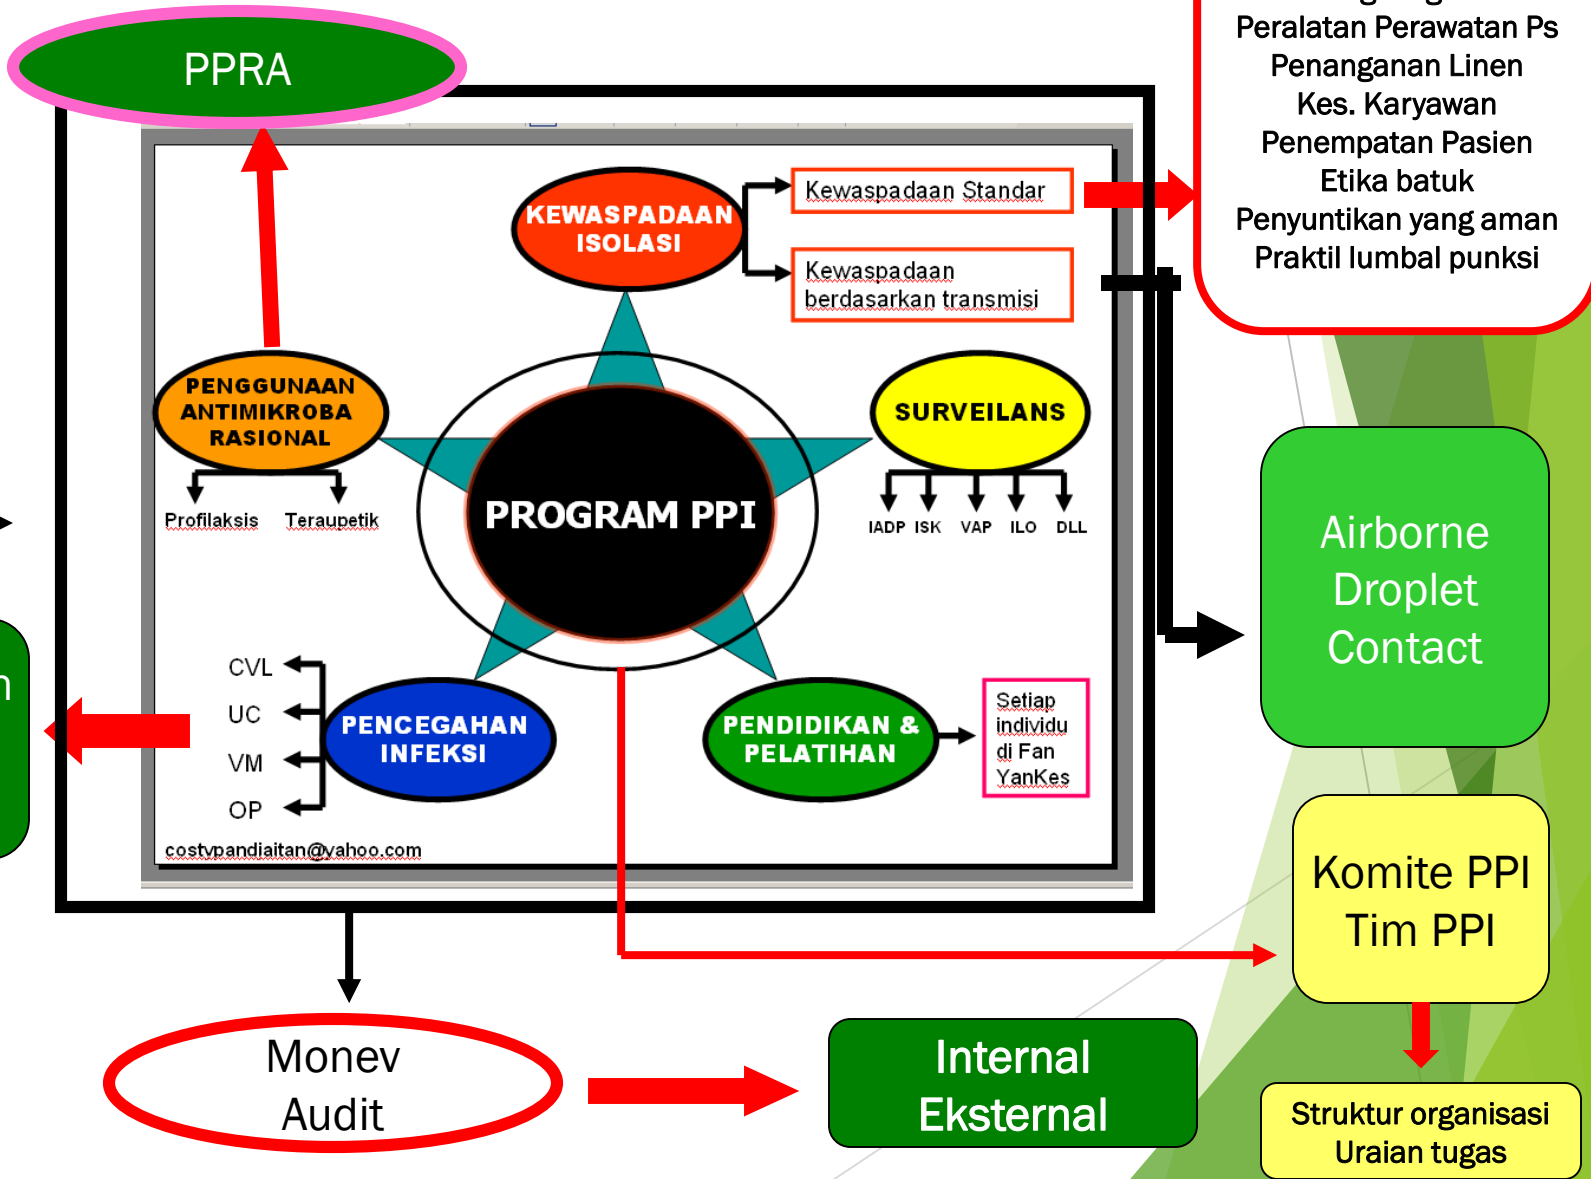 PPRA
Peralatan Perawatan Ps
Penanganan Linen
Kes. Karyawan
Penempatan Pasien
Etika batuk
Penyuntikan yang aman
Praktil lumbal punksi
KEWASPADAAN
ISOLASI
Kewaspadaan Standar
Kewaspadaan
berdasarkan transmisi
PENGGUNAAN
ANTIMIKROBA
RASIONAL
Profilaksis
Teraupetik
SURVEILANS
IADP
ISK
VAP
ILO
DLL
PROGRAM PPI
Airborne
Droplet
Contact
CVL
UC
VM
OP
PENCEGAHAN
INFEKSI
PENDIDIKAN &
PELATIHAN
Setiap
individu
di Fan
YanKes
costypandjaitan@yahoo.com
Komite PPI
Tim PPI
Monev
Audit
Internal
Eksternal
Struktur organisasi
Uraian tugas